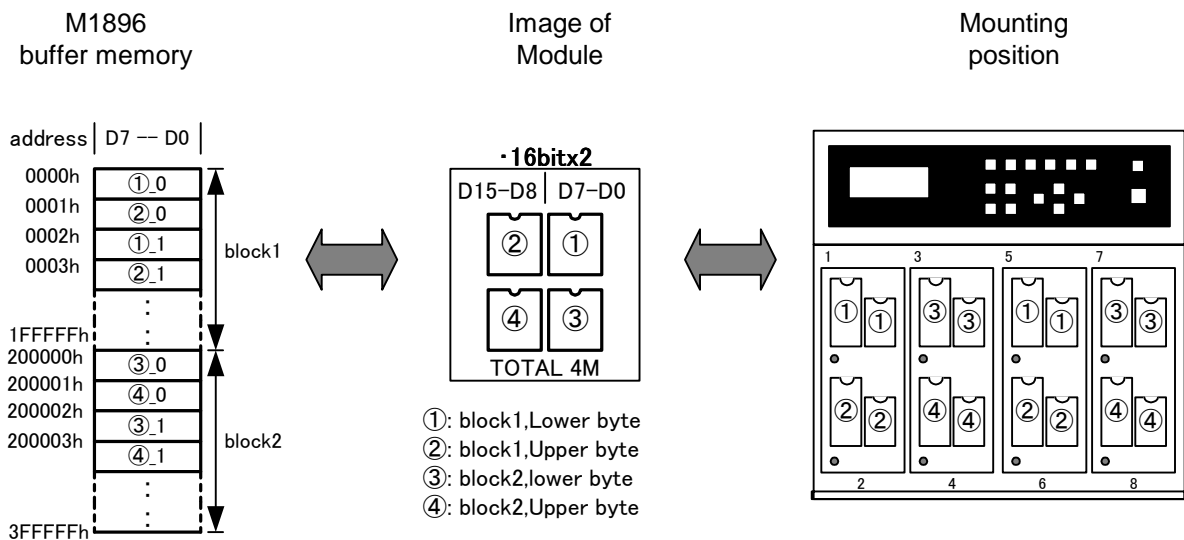 M1896
buffer memory
address D7 -- D0
0000h ①_0
0001h ②_0
0002h ①_1
0003h ②_1
block1
1FFFFFh
200000h ③_0
200001h ④_0
200002h ③_1
200003h ④_1
block2
3FFFFFh
Image of
Module
・16bitx2
D15-D8 D7-D0
② ①
④ ③
TOTAL 4M
①: block1,Lower byte
②: block1,Upper byte
③: block2,lower byte
④: block2,Upper byte
Mounting
position
1 3 5 7
① ① ③ ③ ① ① ③ ③
② ② ④ ④ ② ② ④ ④
2 4 6 8